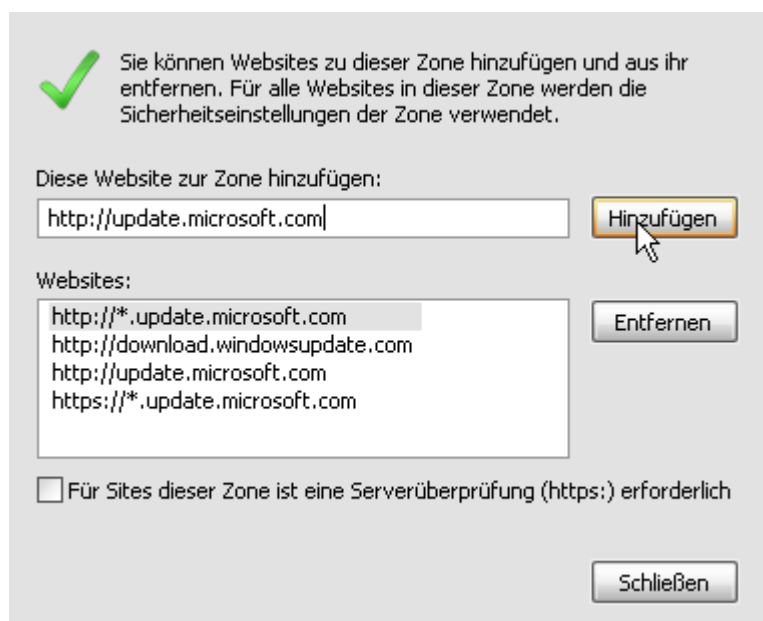 Sie können Websites zu dieser Zone hinzufügen und aus ihr
entfernen. Für alle Websites in dieser Zone werden die
Sicherheitseinstellungen der Zone verwendet.
Diese Website zur Zone hinzufügen:
http://update.microsoft.com
Hinzufügen
Websites:
http://*.update.microsoft.com
http://download.windowsupdate.com
http://update.microsoft.com
https://*.update.microsoft.com
Entfernen
Für Sites dieser Zone ist eine Serverüberprüfung (https:) erforderlich
Schließen